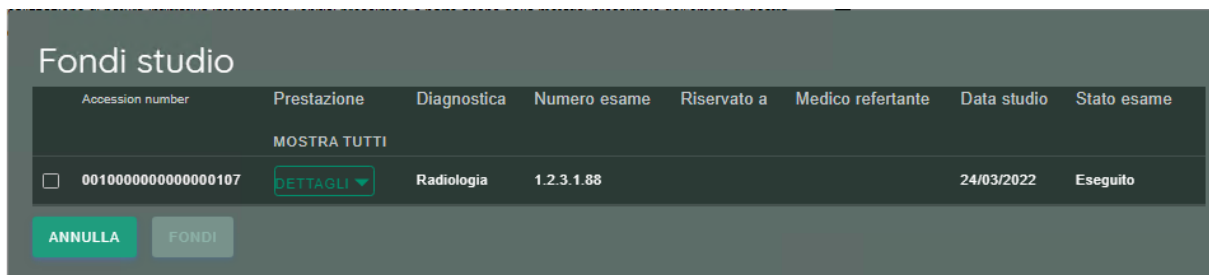 Fondi studio
Accession number Prestazione Diagnostica Numero esame Riservato a Medico refertante Data studio Stato esame
MOSTRA TUTTI
0010000000000000107 DETTAGLI Radiologia 1.2.3.1.88 24/03/2022 Eseguito
ANNULLA FONDI